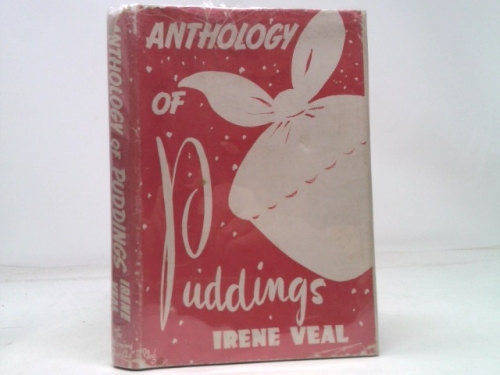 ANTHOLOGY
OF
Puddings
IRENE VEAL
ANTHOLOGY OF PUDDINGS IRENE
VEAL